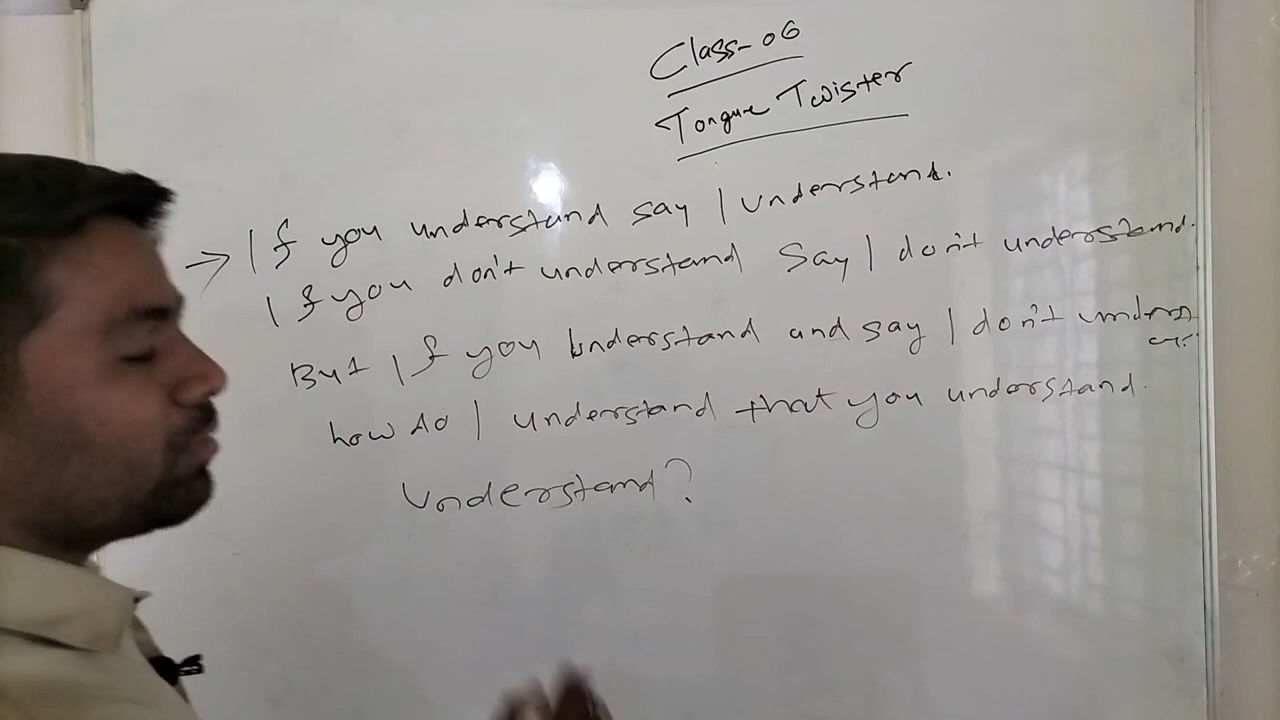 Class-06
Tongue Twister
→ If you understand say I understand.
If you don't understand Say I don't understand.
But If you understand and say I don't
how do I understand that you understand.
Understand?